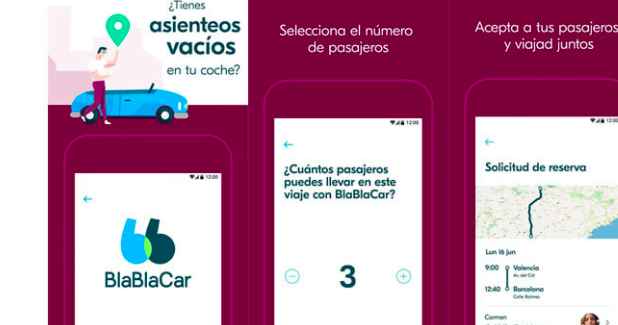 ¿Tienes
asienteos
vacíos
en tu coche?
12:00
BlaBlaCar
Selecciona el número
de pasajeros
12:00
¿Cuántos pasajeros
puedes llevar en este
viaje con BlaBlaCar?
3
Acepta a tus pasajeros
y viajad juntos
12:00
Solicitud de reserva
Lun 16 jun
9:00 Valencia
Av. del Cid
12:40 Barcelona
Calle Balmes
Carmen